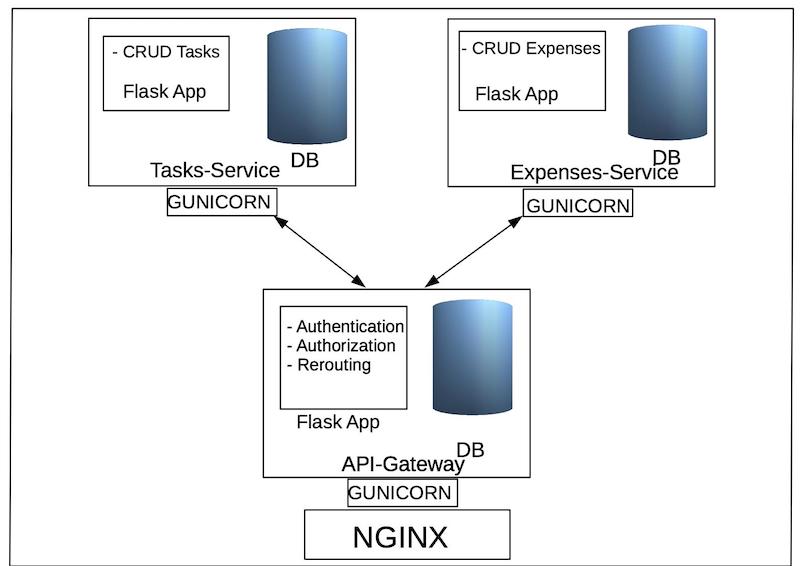 - CRUD Tasks
Flask App
DB
Tasks-Service
GUNICORN
- CRUD Expenses
Flask App
DB
Expenses-Service
GUNICORN
- Authentication
- Authorization
- Rerouting
Flask App
DB
API-Gateway
GUNICORN
NGINX